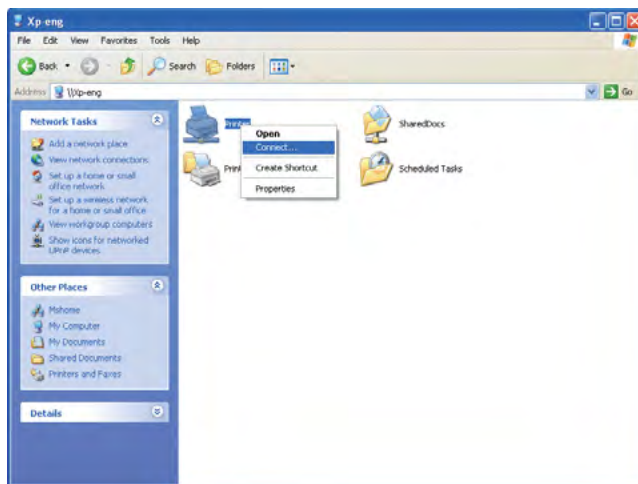 Xp-eng
File Edit View Favorites Tools Help
Back Search Folders
Address \\Xp-eng Go
Network Tasks
Add a network place
View network connections
Set up a home or small
office network
Set up a wireless network
for a home or small office
View workgroup computers
Show icons for networked
UPnP devices
Other Places
Mshome
My Computer
My Documents
Shared Documents
Printers and Faxes
Details
Printer
Open
Connect...
Create Shortcut
Properties
SharedDocs
Scheduled Tasks